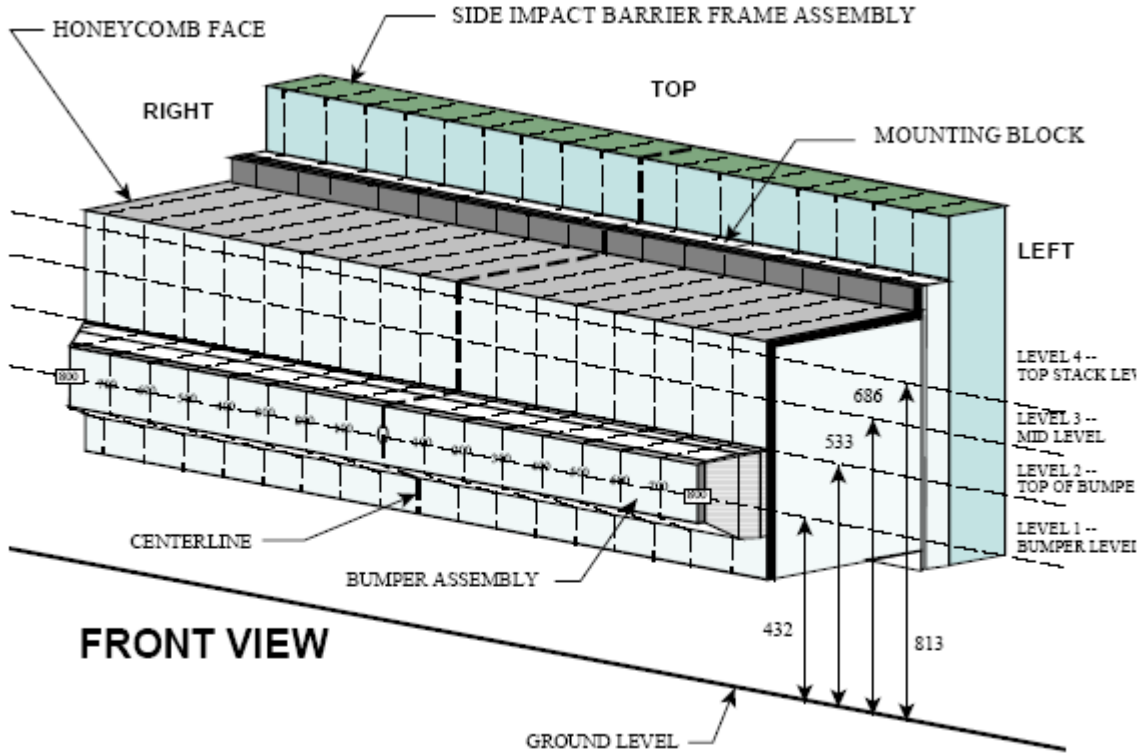 SIDE IMPACT BARRIER FRAME ASSEMBLY
HONEYCOMB FACE
TOP
RIGHT
MOUNTING BLOCK
LEFT
LEVEL 4 --
TOP STACK LEV
686
LEVEL 3 --
MID LEVEL
533
LEVEL 2 --
TOP OF BUMPE
800
800
LEVEL 1 --
BUMPER LEVEL
CENTERLINE
BUMPER ASSEMBLY
432
813
FRONT VIEW
GROUND LEVEL